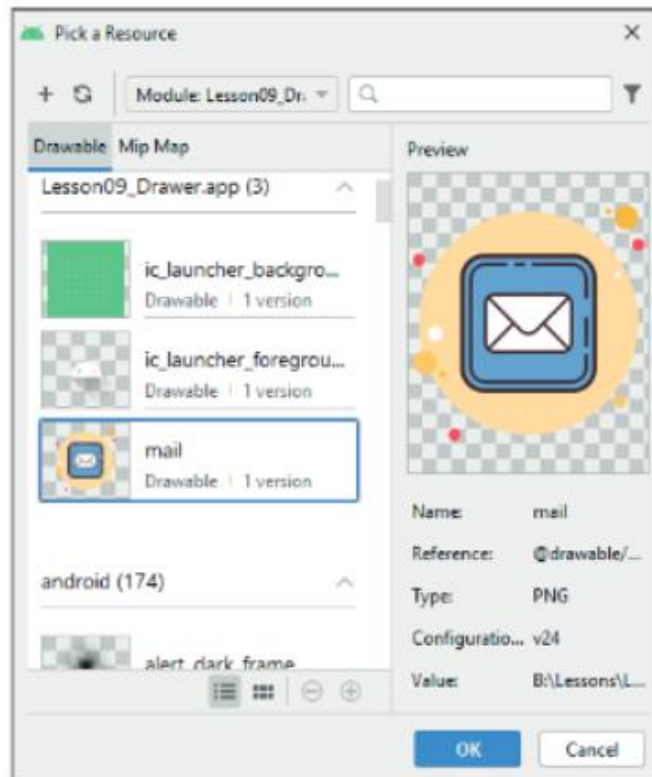 Pick a Resource
Module: Lesson09_Dr:
Drawable Mip Map
Lesson09_Drawer.app (3)
ic_launcher_backgro...
Drawable 1 version
ic_launcher_foregrou...
Drawable 1 version
mail
Drawable 1 version
android (174)
alert_dark_frame
Preview
Name: mail
Reference: @drawable/...
Type: PNG
Configuratio... v24
Value: B:\Lessons\L...
OK Cancel